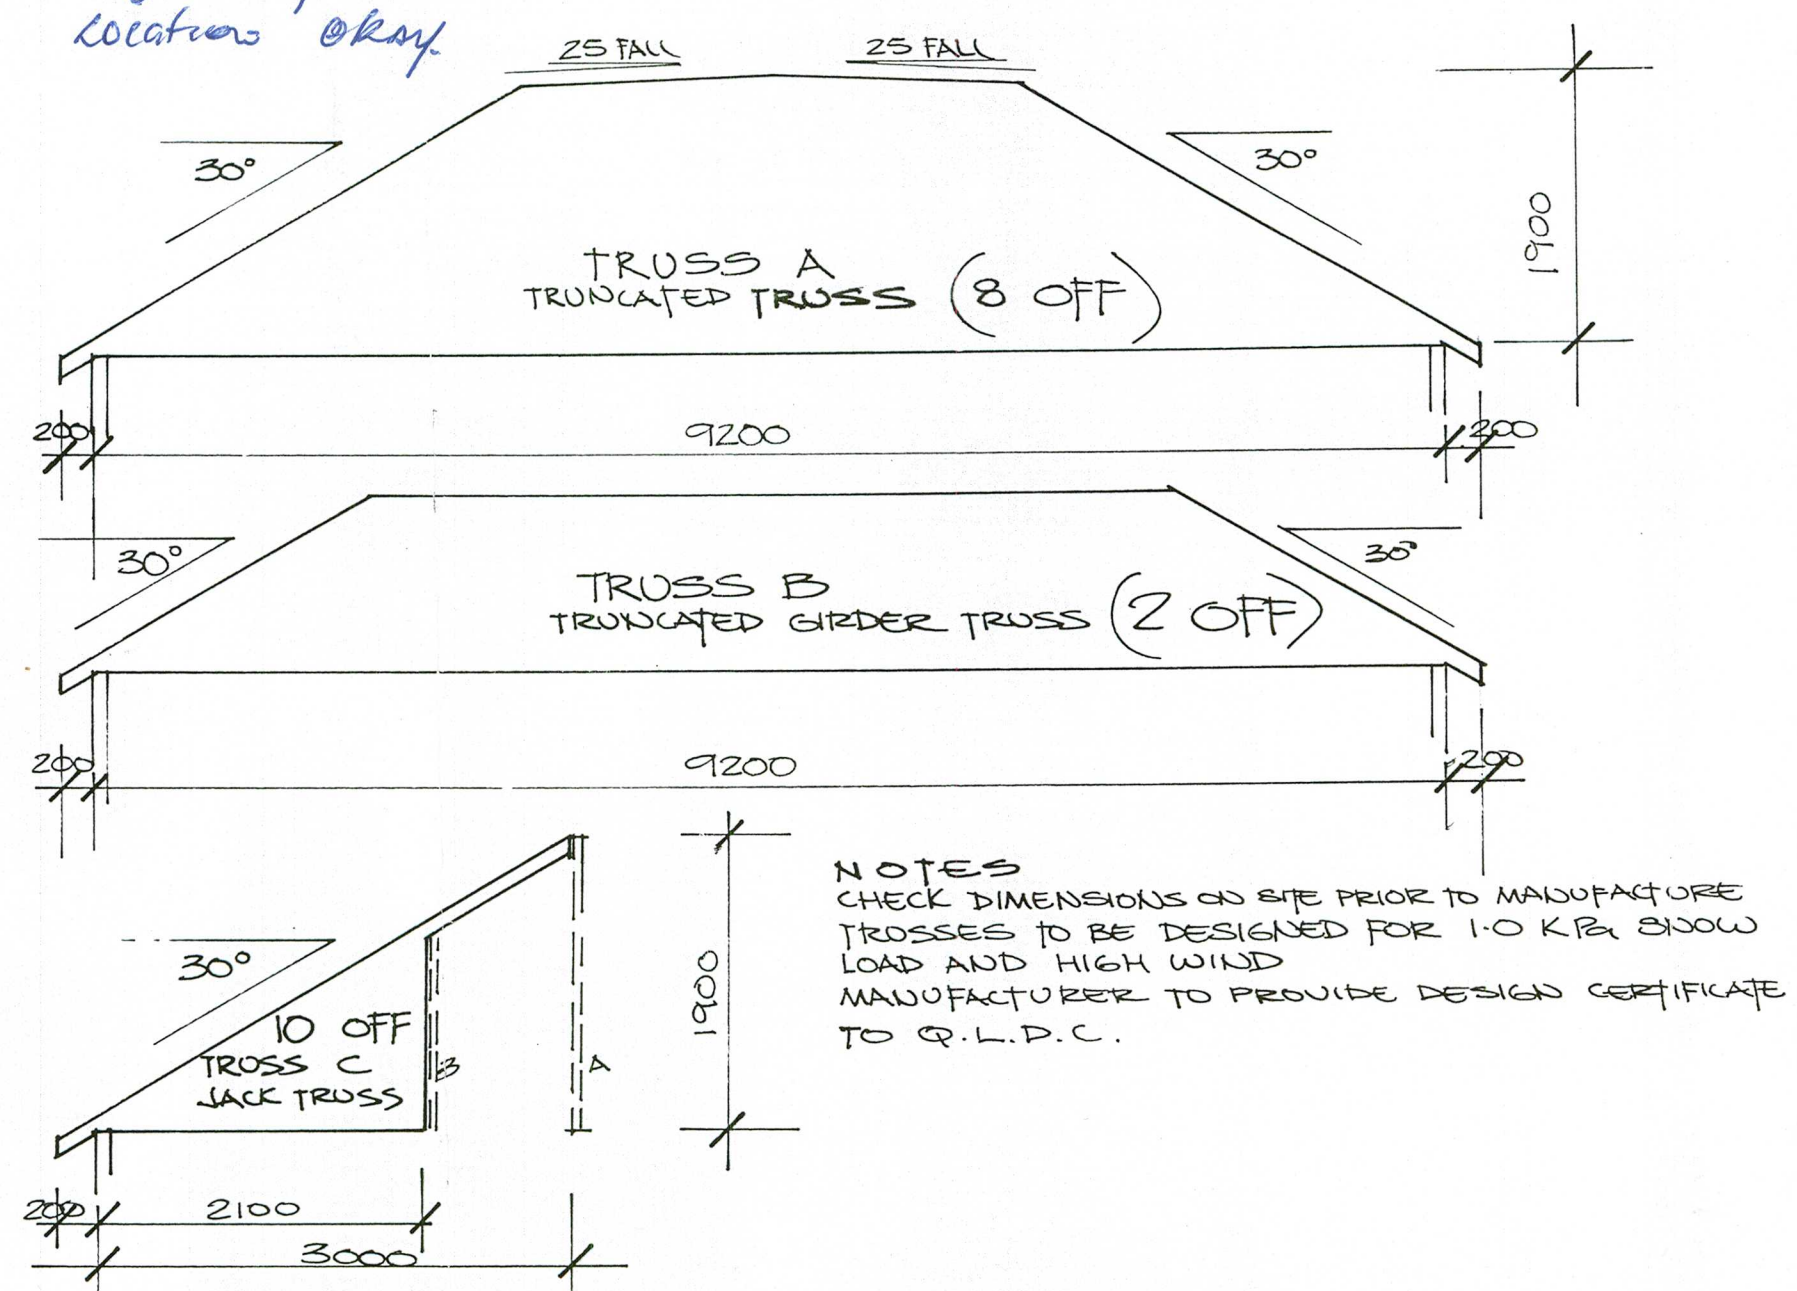 Location okay.
25 FALL 25 FALL
30° 30°
1900
TRUSS A
TRUNCATED TRUSS (8 OFF)
200 9200 200
30° 30°
TRUSS B
TRUNCATED GIRDER TRUSS (2 OFF)
200 9200 200
30°
10 OFF
TRUSS C
JACK TRUSS
B A
1900
200 2100
3000
NOTES
CHECK DIMENSIONS ON SITE PRIOR TO MANUFACTURE
TROSSES TO BE DESIGNED FOR 1.0 KPa SNOW
LOAD AND HIGH WIND
MANUFACTURER TO PROVIDE DESIGN CERTIFICATE
TO Q.L.D.C.